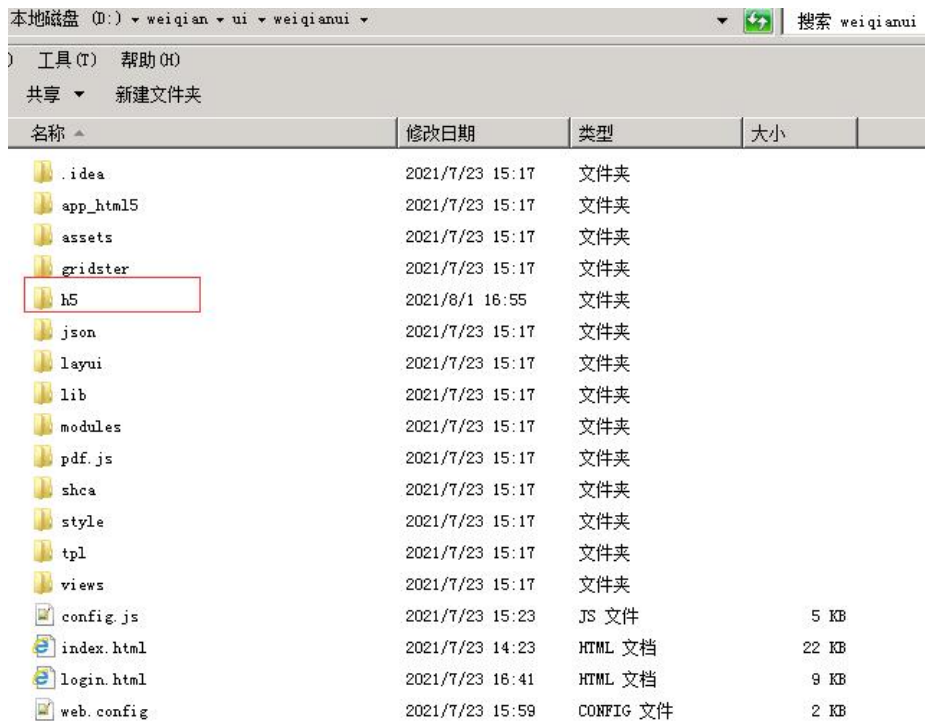 本地磁盘 (D:) weiqian ui weiqianui 搜索 weiqianui
) 工具(T) 帮助(H)
共享 新建文件夹
名称 修改日期 类型 大小
.idea 2021/7/23 15:17 文件夹
app_html5 2021/7/23 15:17 文件夹
assets 2021/7/23 15:17 文件夹
gridster 2021/7/23 15:17 文件夹
h5 2021/8/1 16:55 文件夹
json 2021/7/23 15:17 文件夹
layui 2021/7/23 15:17 文件夹
lib 2021/7/23 15:17 文件夹
modules 2021/7/23 15:17 文件夹
pdf.js 2021/7/23 15:17 文件夹
shca 2021/7/23 15:17 文件夹
style 2021/7/23 15:17 文件夹
tpl 2021/7/23 15:17 文件夹
views 2021/7/23 15:17 文件夹
config.js 2021/7/23 15:23 JS 文件 5 KB
index.html 2021/7/23 14:23 HTML 文档 22 KB
login.html 2021/7/23 16:41 HTML 文档 9 KB
web.config 2021/7/23 15:59 CONFIG 文件 2 KB